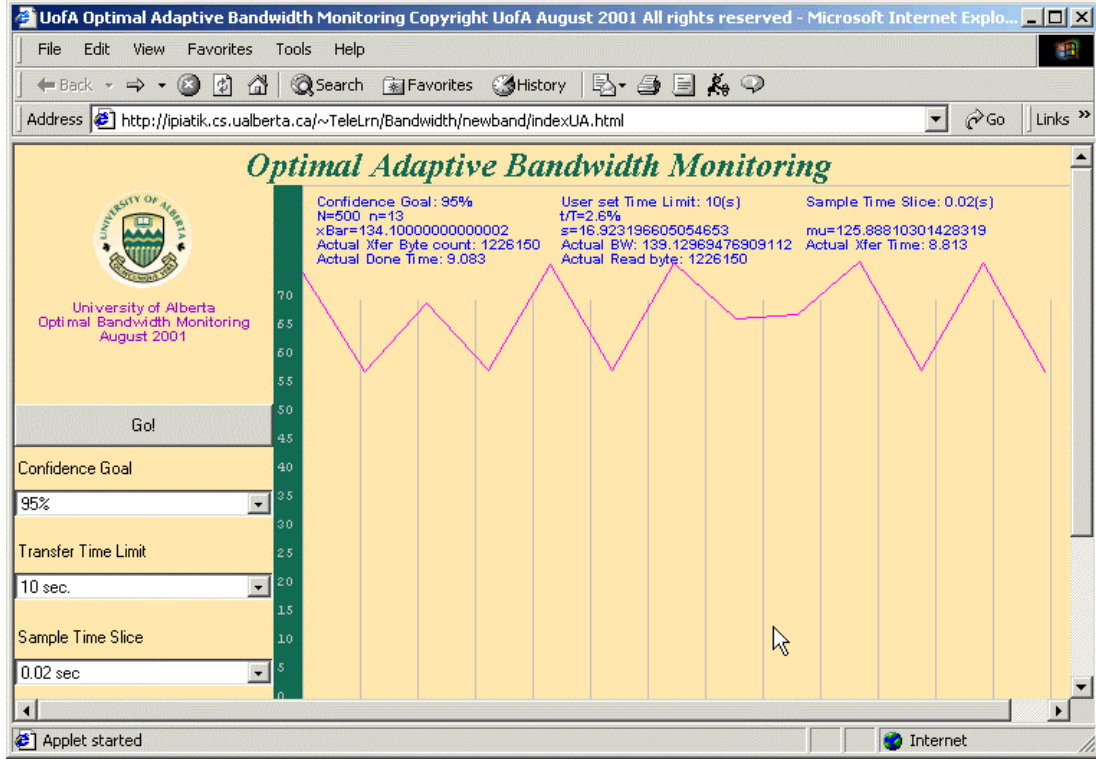 UofA Optimal Adaptive Bandwidth Monitoring Copyright UofA August 2001 All rights reserved - Microsoft Internet Explo...
File Edit View Favorites Tools Help
Back Search Favorites History
Address http://ipiatik.cs.ualberta.ca/~TeleLrn/Bandwidth/newband/indexUA.html Go Links »
Optimal Adaptive Bandwidth Monitoring
UNIVERSITY OF ALBERTA
University of Alberta
Optimal Bandwidth Monitoring
August 2001
Confidence Goal: 95% User set Time Limit: 10(s) Sample Time Slice: 0.02(s)
N=500 n=13 t/T=2.6%
xBar=134.10000000000002 s=16.923196605054653 mu=125.88810301428319
Actual Xfer Byte count: 1226150 Actual BW: 139.12969476909112 Actual Xfer Time: 8.813
Actual Done Time: 9.083 Actual Read byte: 1226150
70
65
60
55
50
45
40
35
30
25
20
15
10
5
0
Go!
Confidence Goal
95%
Transfer Time Limit
10 sec.
Sample Time Slice
0.02 sec
Applet started Internet